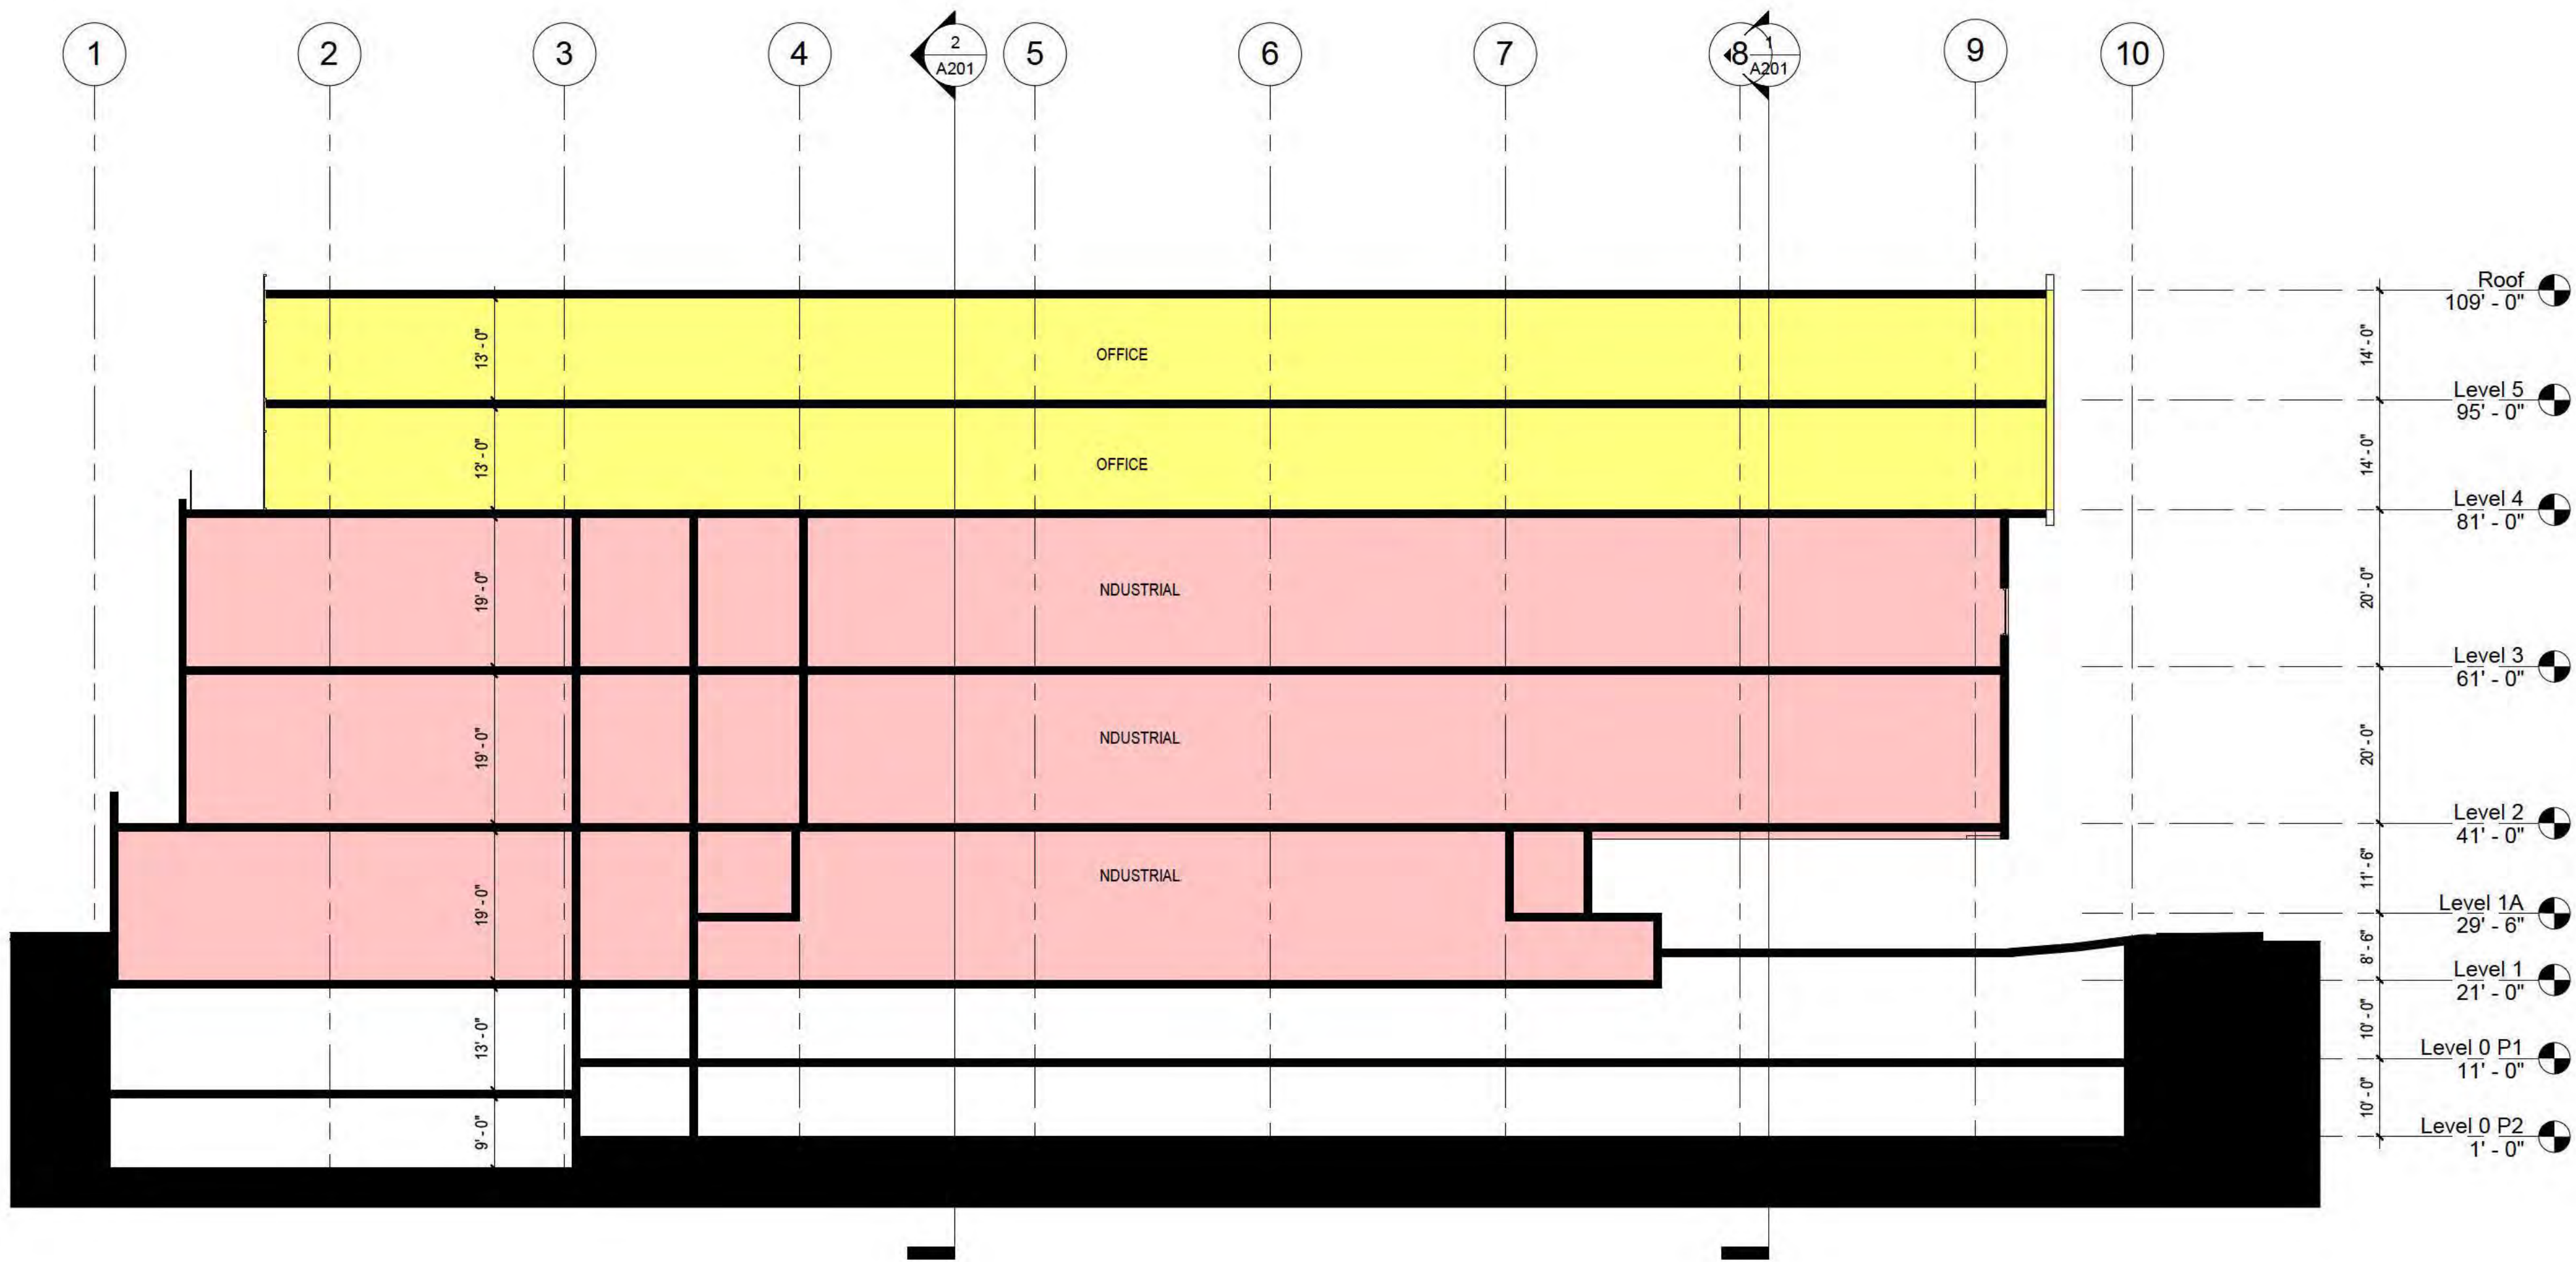 1
2
3
4
2
A201
5
6
7
8
1
A201
9
10
Roof
109' - 0"
13' - 0"
OFFICE
14' - 0"
Level 5
95' - 0"
13' - 0"
OFFICE
14' - 0"
Level 4
81' - 0"
19' - 0"
NDUSTRIAL
20' - 0"
Level 3
61' - 0"
19' - 0"
NDUSTRIAL
20' - 0"
Level 2
41' - 0"
19' - 0"
NDUSTRIAL
11' - 6"
Level 1A
29' - 6"
8' - 6"
Level 1
21' - 0"
13' - 0"
10' - 0"
Level 0 P1
11' - 0"
9' - 0"
10' - 0"
Level 0 P2
1' - 0"